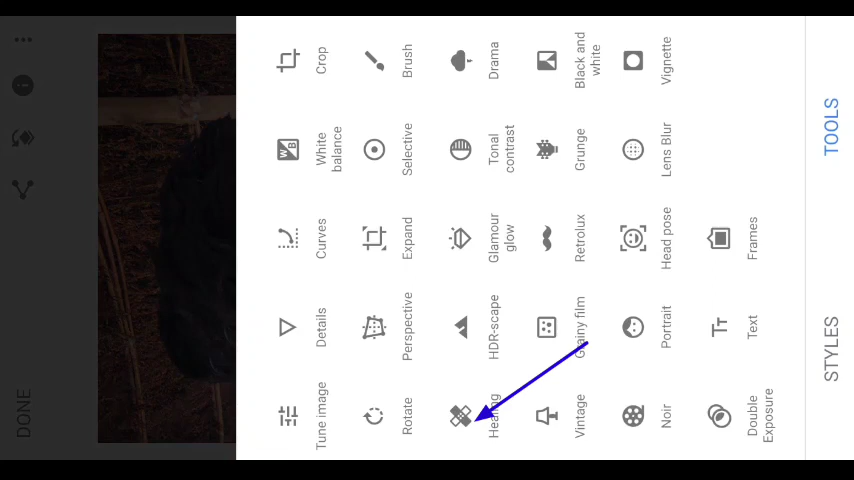 DONE
Tune image
Details
Curves
White
balance
Crop
Rotate
Perspective
Expand
Selective
Brush
Healing
HDR-scape
Glamour
glow
Tonal
contrast
Drama
Vintage
Grainy film
Retrolux
Grunge
Black and
white
Noir
Portrait
Head pose
Lens Blur
Vignette
Double
Exposure
Text
Frames
STYLES
TOOLS